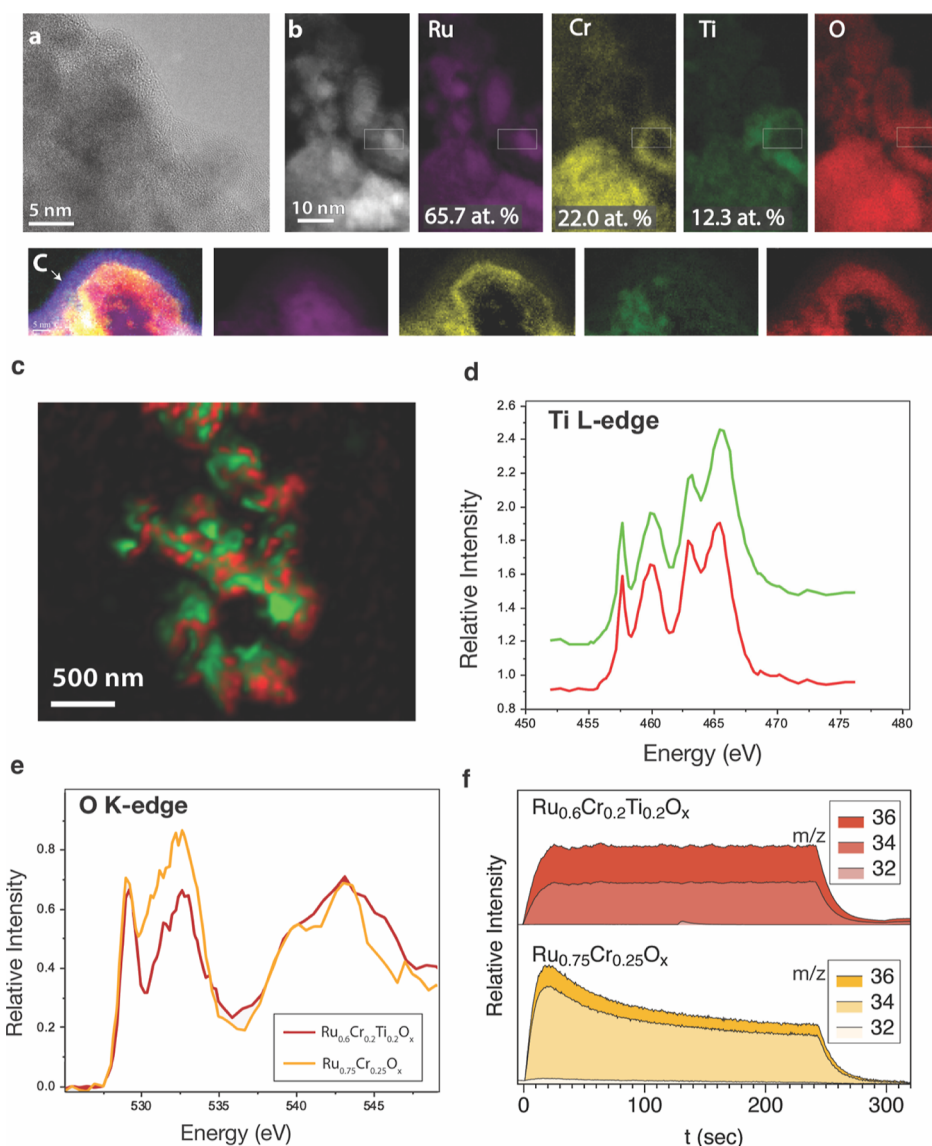 a
5 nm
b
10 nm
Ru
65.7 at. %
Cr
22.0 at. %
Ti
12.3 at. %
O
C
5 nm
c
500 nm
d
Ti L-edge
Relative Intensity
2.6
2.4
2.2
2.0
1.8
1.6
1.4
1.2
1.0
0.8
450 455 460 465 470 475 480
Energy (eV)
e
O K-edge
Relative Intensity
0.8
0.6
0.4
0.2
0.0
Ru0.6Cr0.2Ti0.2Ox
Ru0.75Cr0.25Ox
530 535 540 545
Energy (eV)
f
Relative Intensity
Ru0.6Cr0.2Ti0.2Ox
m/z
36
34
32
Ru0.75Cr0.25Ox
m/z
36
34
32
0 100 200 300
t (sec)